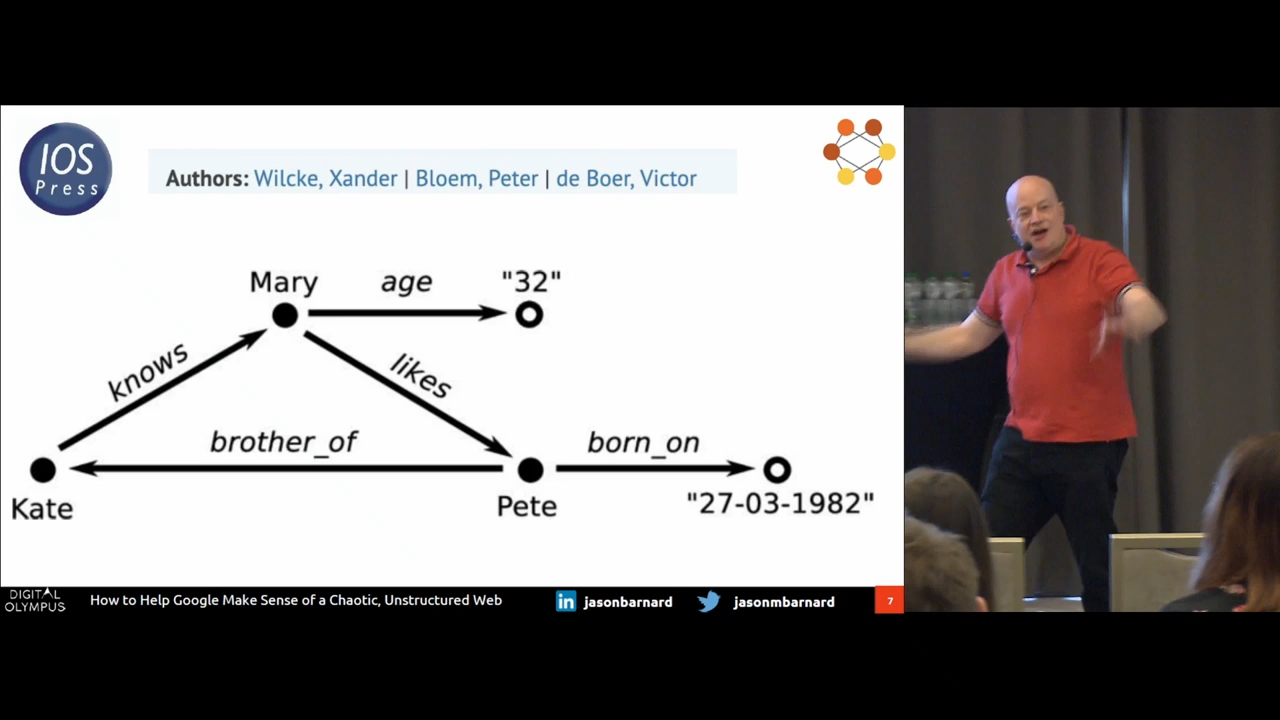 IOS
Press
Authors: Wilcke, Xander | Bloem, Peter | de Boer, Victor
Mary
age
"32"
knows
likes
brother_of
born_on
Kate
Pete
"27-03-1982"
DIGITAL
OLYMPUS
How to Help Google Make Sense of a Chaotic, Unstructured Web
in jasonbarnard
jasonmbarnard
7